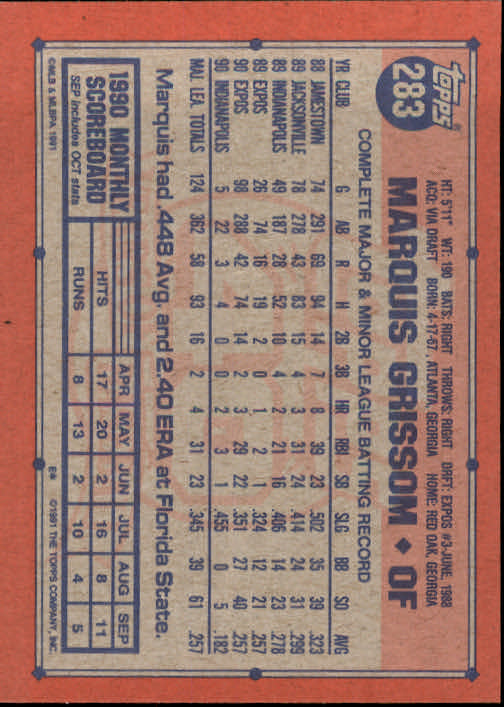 TOPPS
283
HT: 5'11" WT: 190 BATS: RIGHT THROWS: RIGHT DRAFT: EXPOS #3-JUNE, 1988
ACQ: VIA DRAFT BORN: 4-17-67, ATLANTA, GEORGIA HOME: RED OAK, GEORGIA
MARQUIS GRISSOM ◆ OF
COMPLETE MAJOR & MINOR LEAGUE BATTING RECORD
YR CLUB G AB R H 2B 3B HR RBI SB SLG BB SO AVG
88 JAMESTOWN 74 291 69 94 14 7 8 39 23 .502 35 39 .323
89 JACKSONVILLE 78 278 43 83 15 4 3 31 24 .414 24 31 .299
89 INDIANAPOLIS 49 187 28 52 10 4 2 21 16 .406 14 23 .278
89 EXPOS 26 74 16 19 2 0 1 2 1 .324 12 21 .257
90 EXPOS 98 288 42 74 14 2 3 29 22 .351 27 40 .257
90 INDIANAPOLIS 5 22 3 4 0 0 2 3 1 .455 0 5 .182
MAJ. LEA. TOTALS 124 362 58 93 16 2 4 31 23 .345 39 61 .257
Marquis had .448 Avg. and 2.40 ERA at Florida State.
1990 MONTHLY SCOREBOARD
SEP includes OCT stats
APR MAY JUN JUL AUG SEP
HITS 17 20 2 16 8 11
RUNS 8 13 2 10 4 5
©MLB & MLBPA 1991
E* ©1991 THE TOPPS COMPANY, INC.